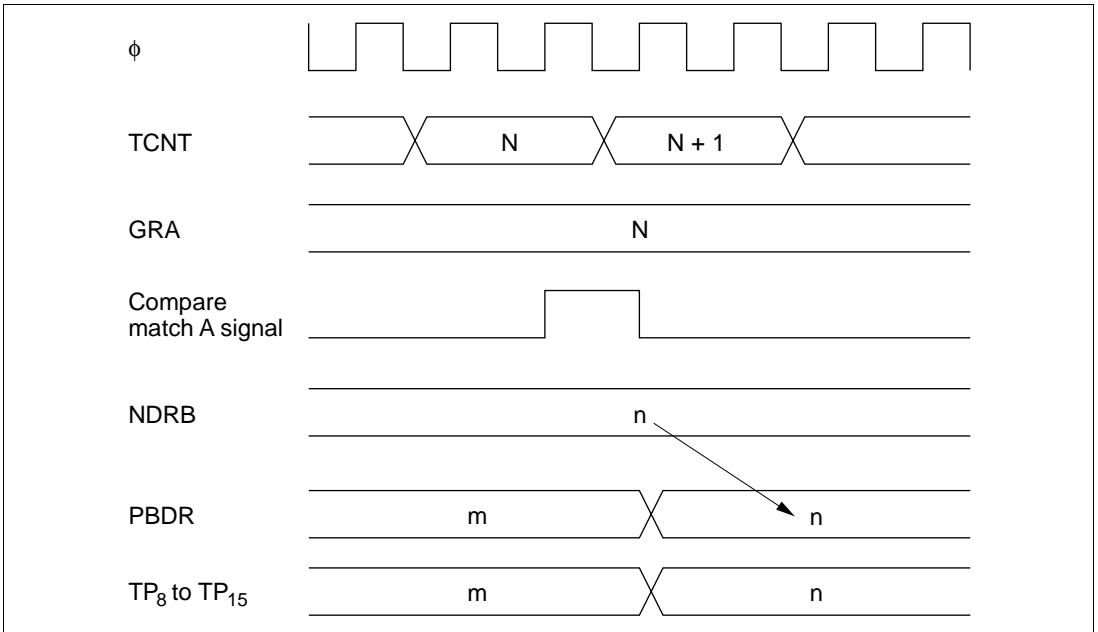 ϕ
TCNT N N + 1
GRA N
Compare
match A signal
NDRB n
PBDR m n
TP8 to TP15 m n